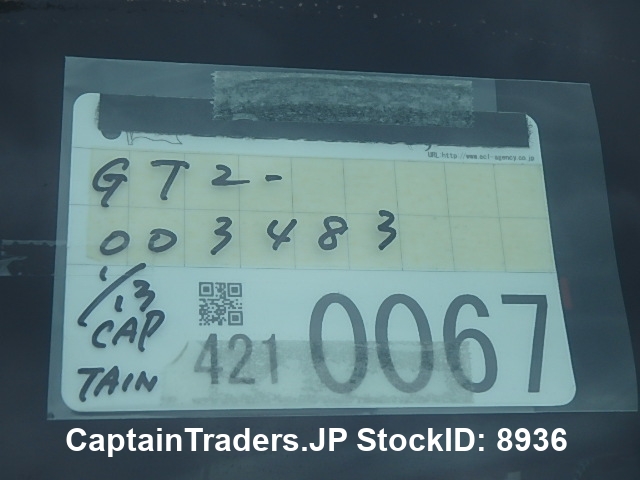 URL.http://www.acl-agency.co.jp
GT2-
003483
1/13
CAP
TAIN
421 0067
CaptainTraders.JP StockID: 8936